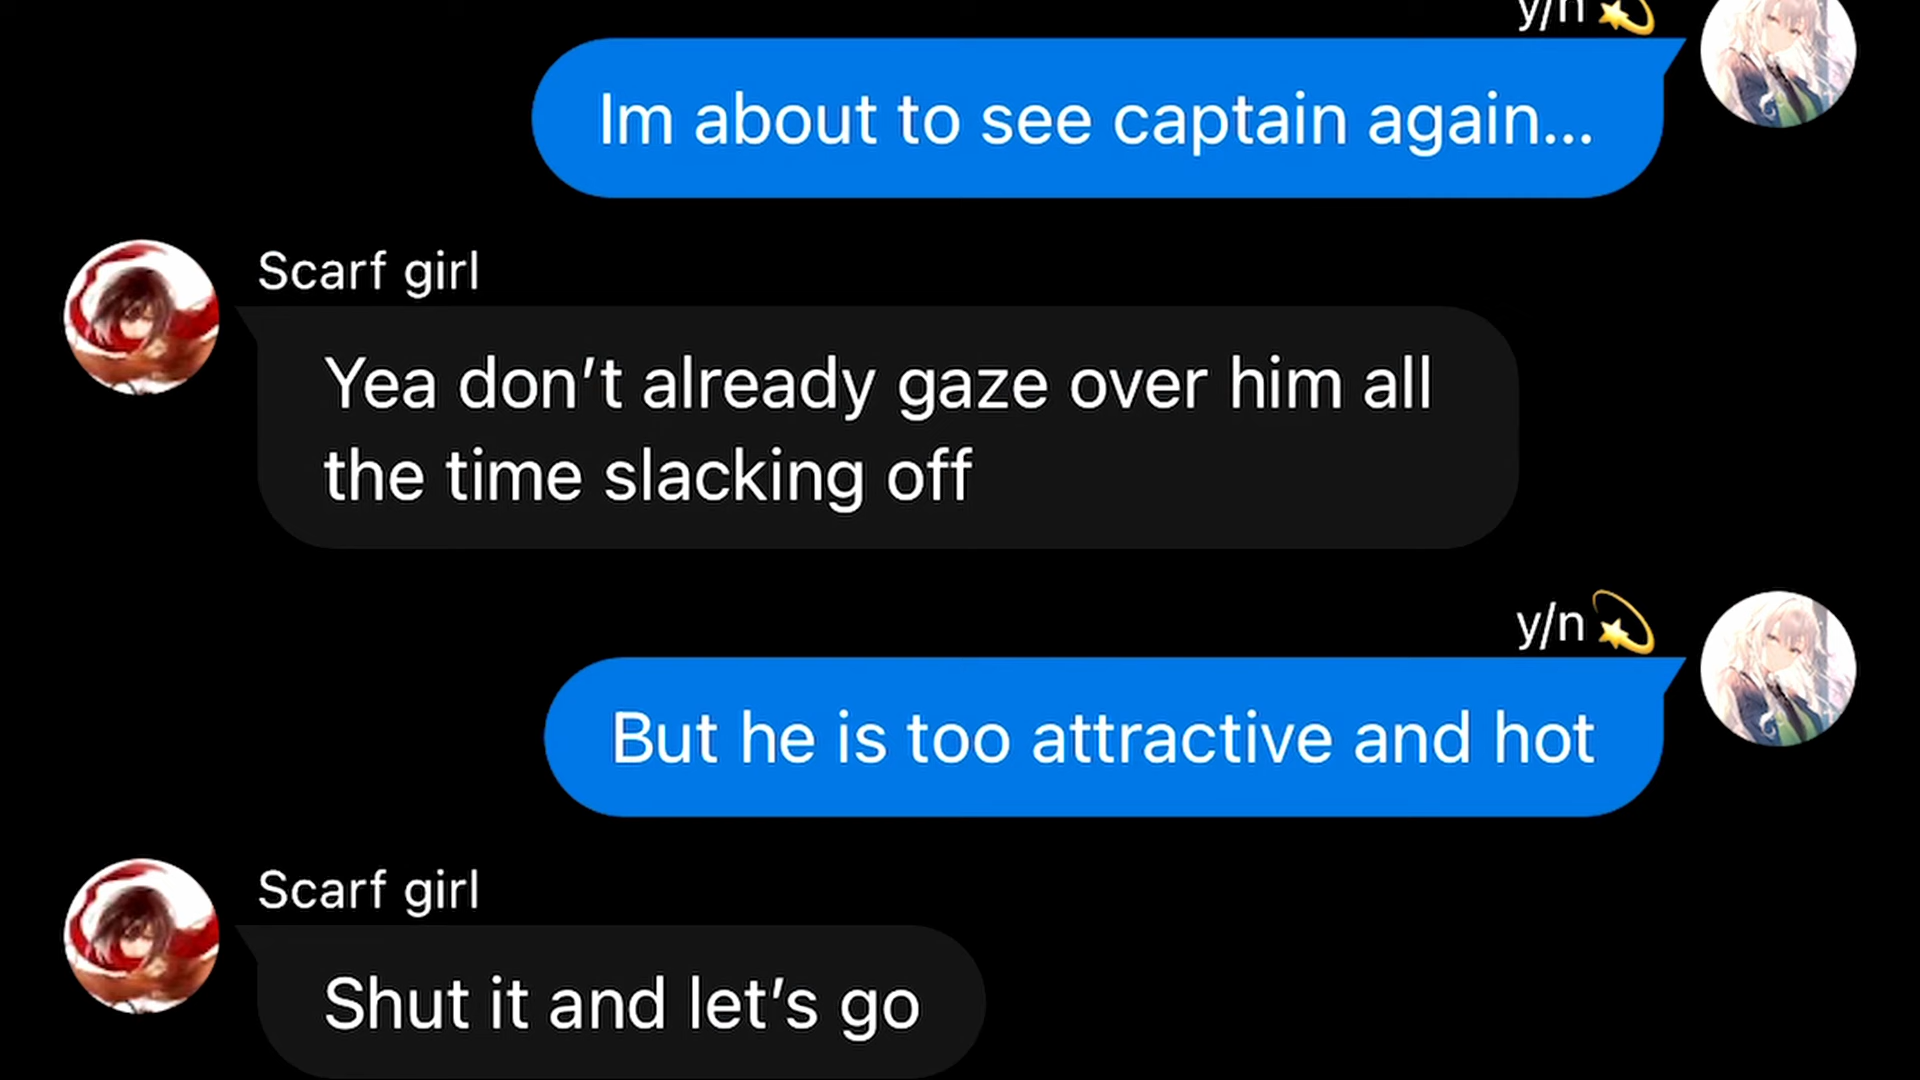 y/n💫
Im about to see captain again...
Scarf girl
Yea don’t already gaze over him all
the time slacking off
y/n💫
But he is too attractive and hot
Scarf girl
Shut it and let’s go